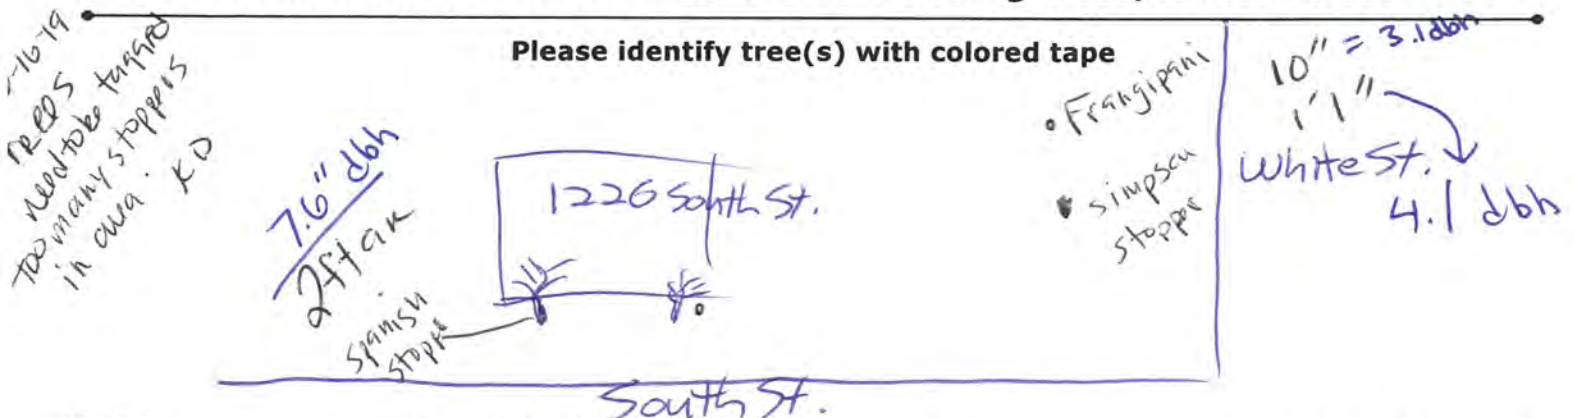 Please identify tree(s) with colored tape
-16-19
Trees
need to be tagged
too many stoppers
in area.
KD
7.6" dbh
2ft
Spanish
stopper
1226 South St.
• Frangipani
• simpson
stopper
10" = 3.1dbh
1'1"
White St.
4.1 dbh
South St.